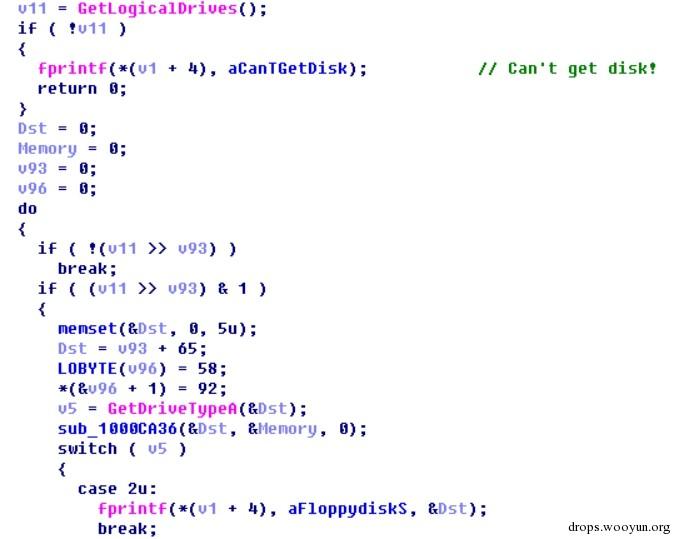 v11 = GetLogicalDrives();
if ( !v11 )
{
fprintf(*(v1 + 4), aCanTGetDisk); // Can't get disk!
return 0;
}
Dst = 0;
Memory = 0;
v93 = 0;
v96 = 0;
do
{
if ( !(v11 >> v93) )
break;
if ( (v11 >> v93) & 1 )
{
memset(&Dst, 0, 5u);
Dst = v93 + 65;
LOBYTE(v96) = 58;
*(&v96 + 1) = 92;
v5 = GetDriveTypeA(&Dst);
sub_1000CA36(&Dst, &Memory, 0);
switch ( v5 )
{
case 2u:
fprintf(*(v1 + 4), aFloppydiskS, &Dst);
break;
drops.wooyun.org